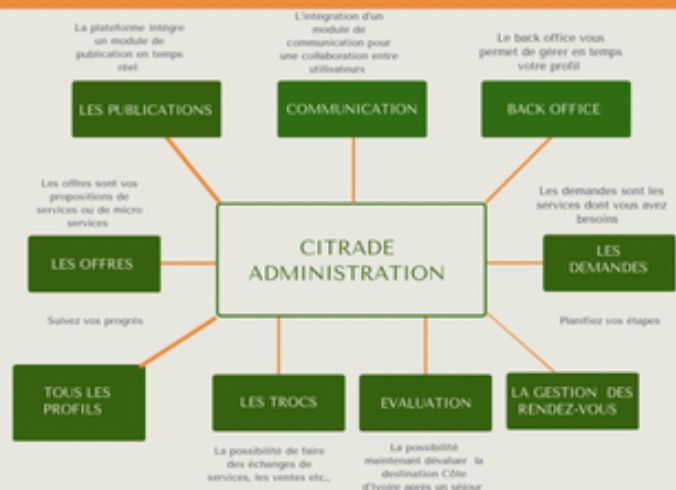 La plateforme intègre
un module de
publication en temps
réel
LES PUBLICATIONS
L'intégration d'un
module de
communication pour
une collaboration entre
utilisateurs
COMMUNICATION
Le back office vous
permet de gérer en temps
votre profil
BACK OFFICE
Les offres sont vos
propositions de
services ou de micro
services
LES OFFRES
CITRADE
ADMINISTRATION
Les demandes sont les
services dont vous avez
besoins
LES
DEMANDES
Suivez vos progrès
TOUS LES
PROFILS
LES TROCS
La possibilité de faire
des échanges de
services, les ventes etc..
EVALUATION
La possibilité
maintenant dévaluer la
destination Côte
d'Ivoire après un séjour
Planifiez vos étapes
LA GESTION DES
RENDEZ-VOUS